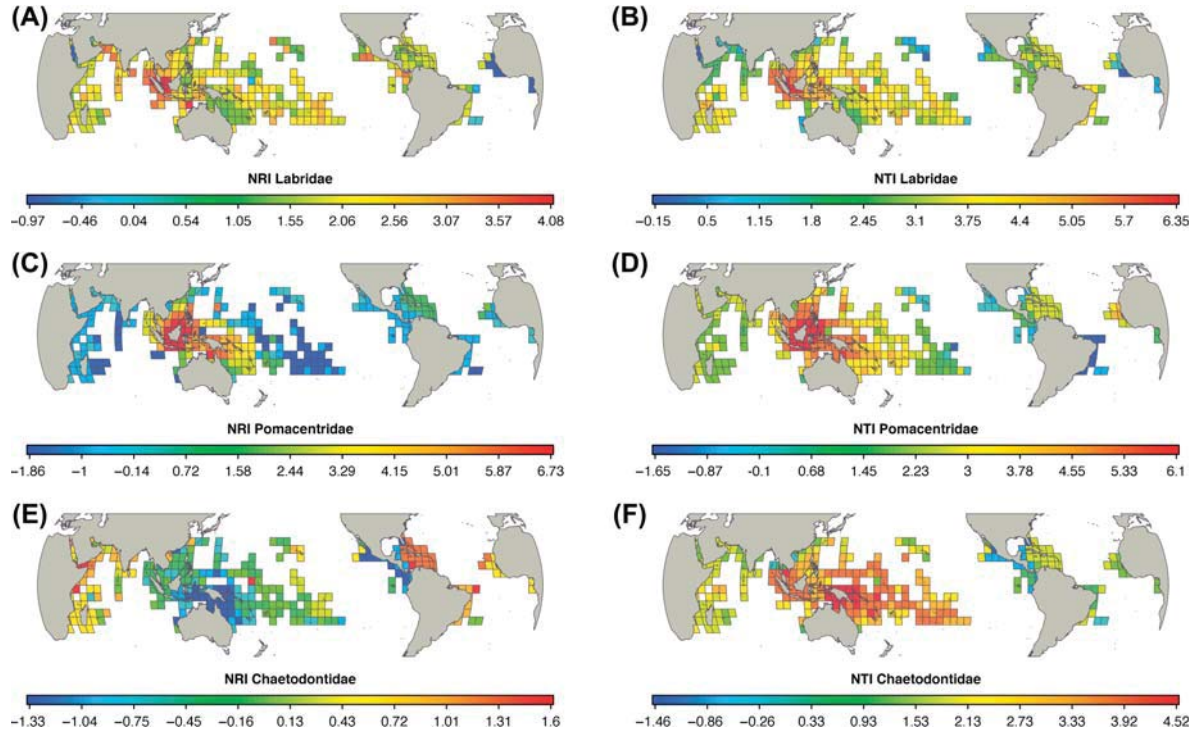 (A)
(B)
NRI Labridae
−0.97 −0.46 0.04 0.54 1.05 1.55 2.06 2.56 3.07 3.57 4.08
NTI Labridae
−0.15 0.5 1.15 1.8 2.45 3.1 3.75 4.4 5.05 5.7 6.35
(C)
(D)
NRI Pomacentridae
−1.86 −1 −0.14 0.72 1.58 2.44 3.29 4.15 5.01 5.87 6.73
NTI Pomacentridae
−1.65 −0.87 −0.1 0.68 1.45 2.23 3 3.78 4.55 5.33 6.1
(E)
(F)
NRI Chaetodontidae
−1.33 −1.04 −0.75 −0.45 −0.16 0.13 0.43 0.72 1.01 1.31 1.6
NTI Chaetodontidae
−1.46 −0.86 −0.26 0.33 0.93 1.53 2.13 2.73 3.33 3.92 4.52